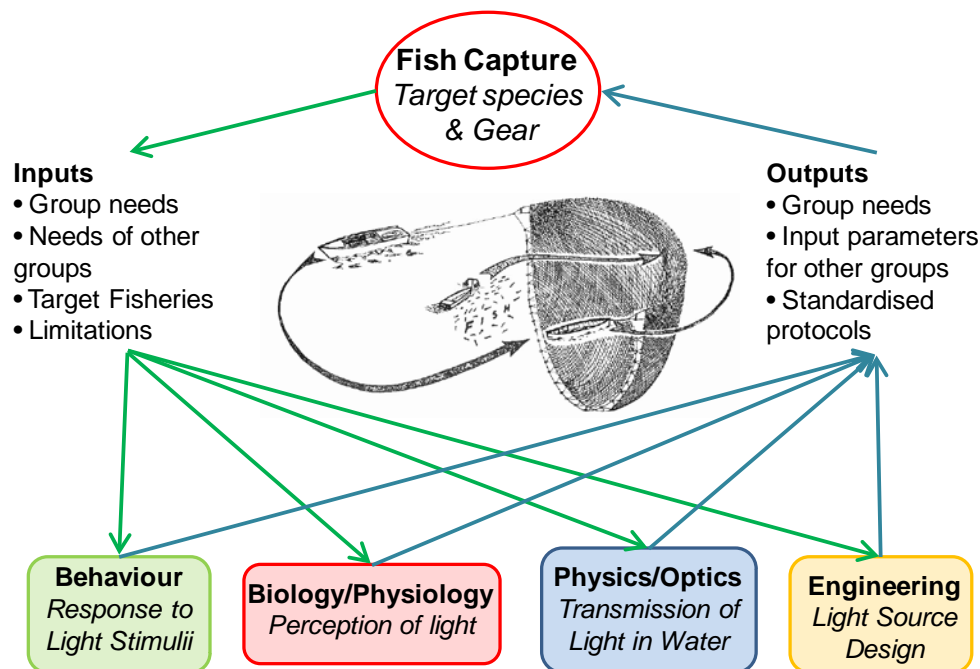 Fish Capture
Target species
& Gear
Inputs
• Group needs
• Needs of other
groups
• Target Fisheries
• Limitations
FISH
Outputs
• Group needs
• Input parameters
for other groups
• Standardised
protocols
Behaviour
Response to
Light Stimulii
Biology/Physiology
Perception of light
Physics/Optics
Transmission of
Light in Water
Engineering
Light Source
Design